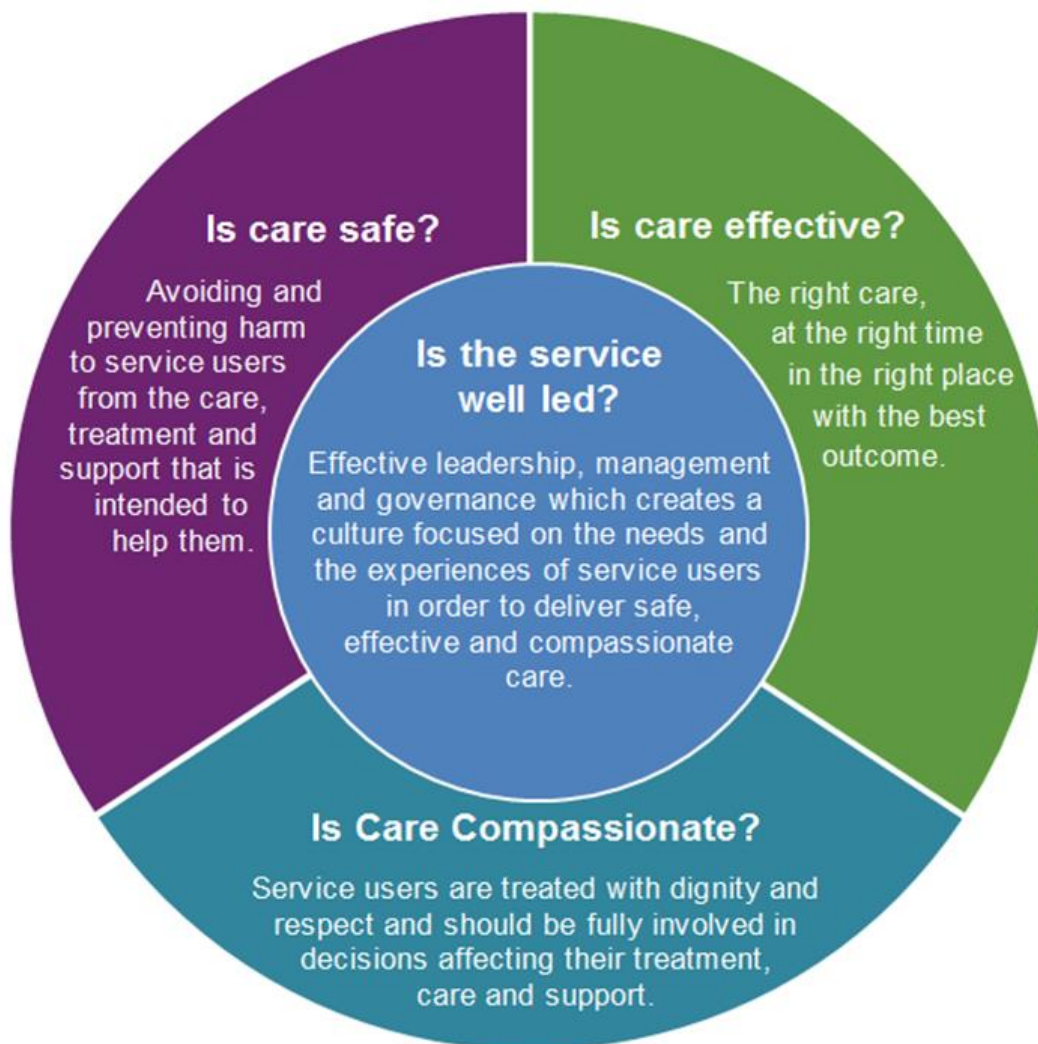 Is care safe?
Avoiding and
preventing harm
to service users
from the care,
treatment and
support that is
intended to
help them.
Is care effective?
The right care,
at the right time
in the right place
with the best
outcome.
Is the service
well led?
Effective leadership, management
and governance which creates a
culture focused on the needs and
the experiences of service users
in order to deliver safe,
effective and compassionate
care.
Is Care Compassionate?
Service users are treated with dignity and
respect and should be fully involved in
decisions affecting their treatment,
care and support.